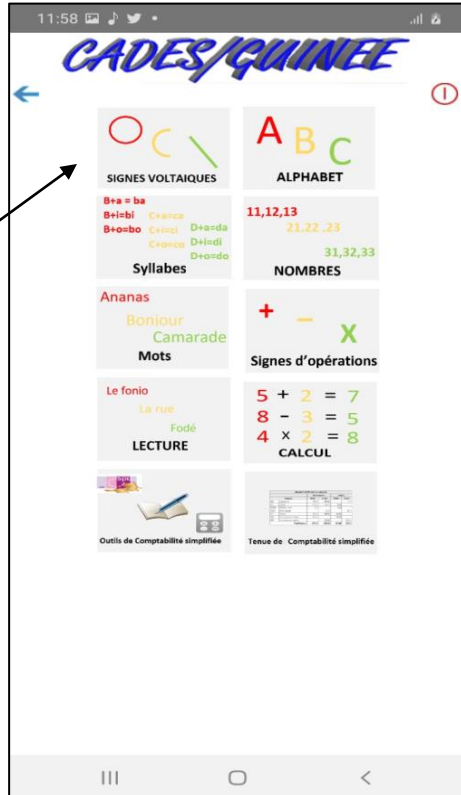 11:58
CADES/GUINEE
SIGNES VOLTAIQUES
A B C
ALPHABET
B+a = ba
B+i=bi C+a=ca
B+o=bo C+i=ci D+a=da
C+o=co D+i=di
D+o=do
Syllabes
11,12,13
21.22 .23
31,32,33
NOMBRES
Ananas
Bonjour
Camarade
Mots
+ − x
Signes d'opérations
Le fonio
La rue
Fodé
LECTURE
5 + 2 = 7
8 - 3 = 5
4 x 2 = 8
CALCUL
Outils de Comptabilité simplifiée
Tenue de Comptabilité simplifiée